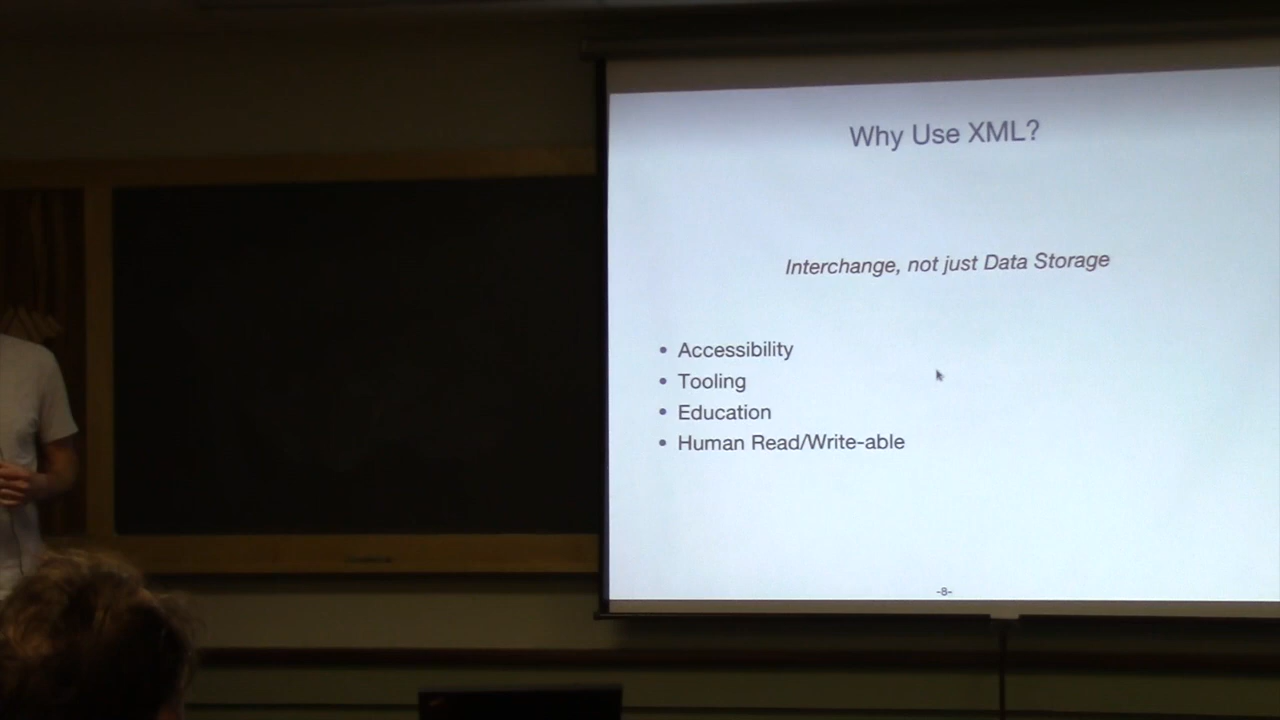 Why Use XML?
Interchange, not just Data Storage
• Accessibility
• Tooling
• Education
• Human Read/Write-able
-8-